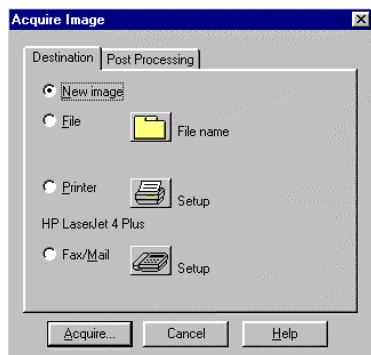 Acquire Image
Destination Post Processing
New image
File
File name
Printer
Setup
HP LaserJet 4 Plus
Fax/Mail
Setup
Acquire... Cancel Help